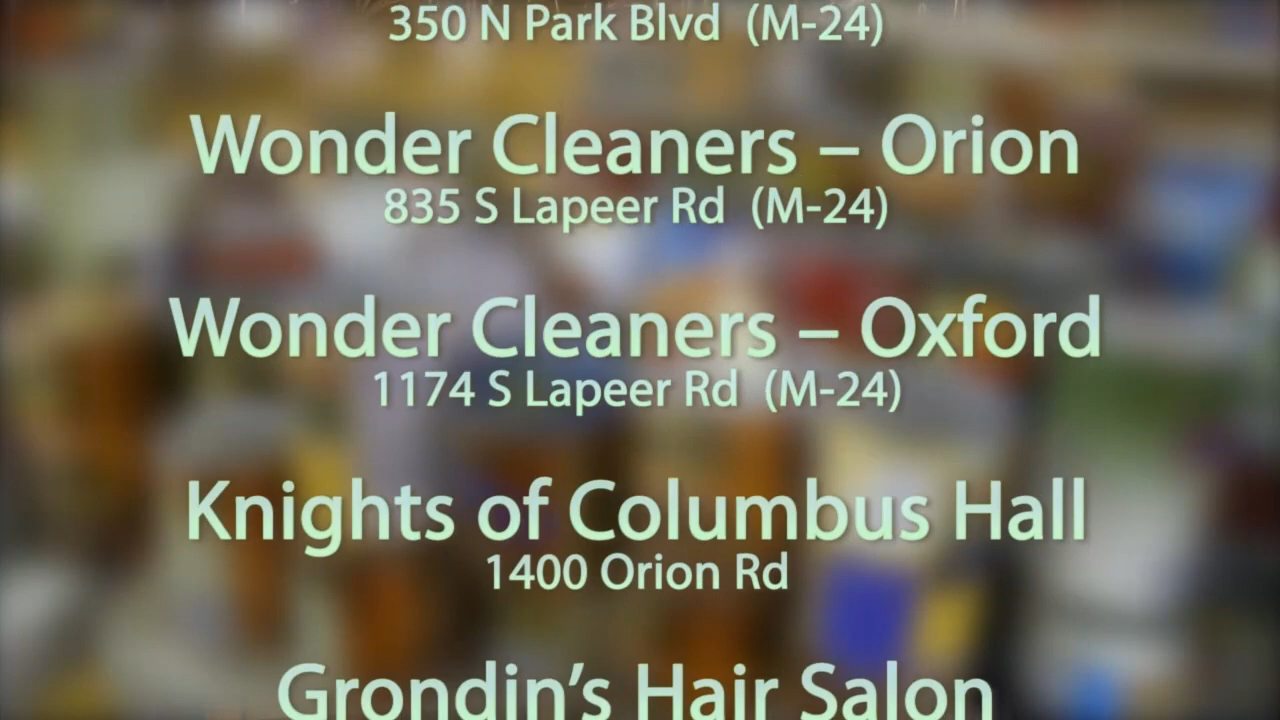 350 N Park Blvd (M-24)
Wonder Cleaners – Orion
835 S Lapeer Rd (M-24)
Wonder Cleaners – Oxford
1174 S Lapeer Rd (M-24)
Knights of Columbus Hall
1400 Orion Rd
Grondin’s Hair Salon